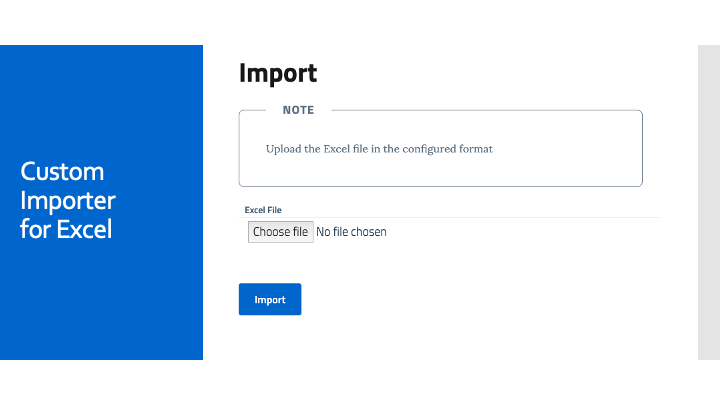 Custom
Importer
for Excel
Import
NOTE
Upload the Excel file in the configured format
Excel File
Choose file No file chosen
Import